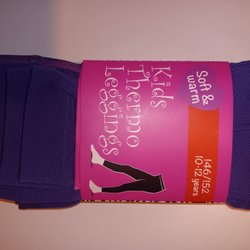 Soft &
warm
Kids
Thermo
Leggings
146/152
10-12 years